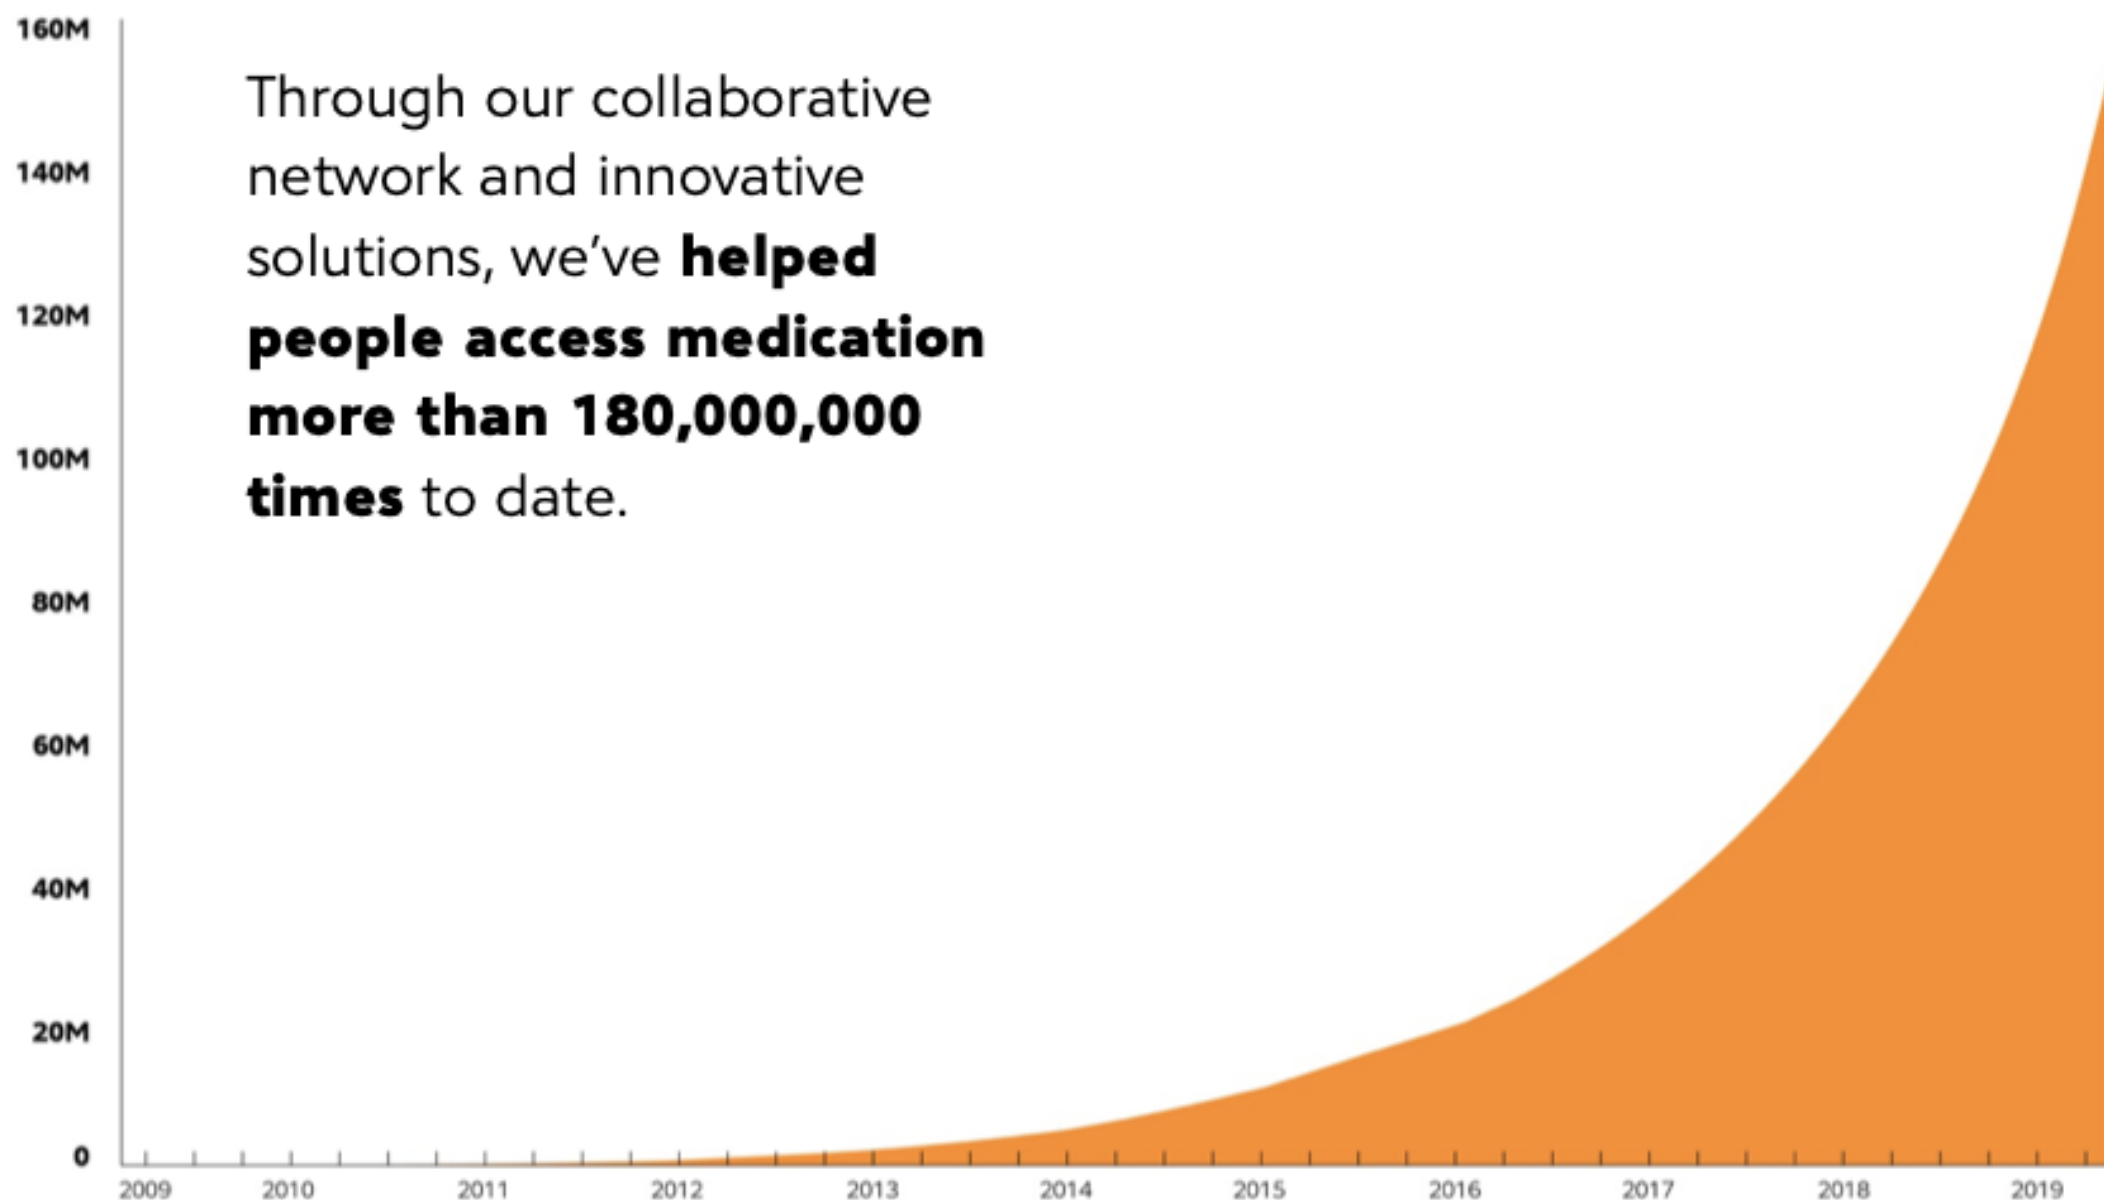 160M
140M
120M
100M
80M
60M
40M
20M
0
Through our collaborative
network and innovative
solutions, we’ve helped
people access medication
more than 180,000,000
times to date.
2009 2010 2011 2012 2013 2014 2015 2016 2017 2018 2019